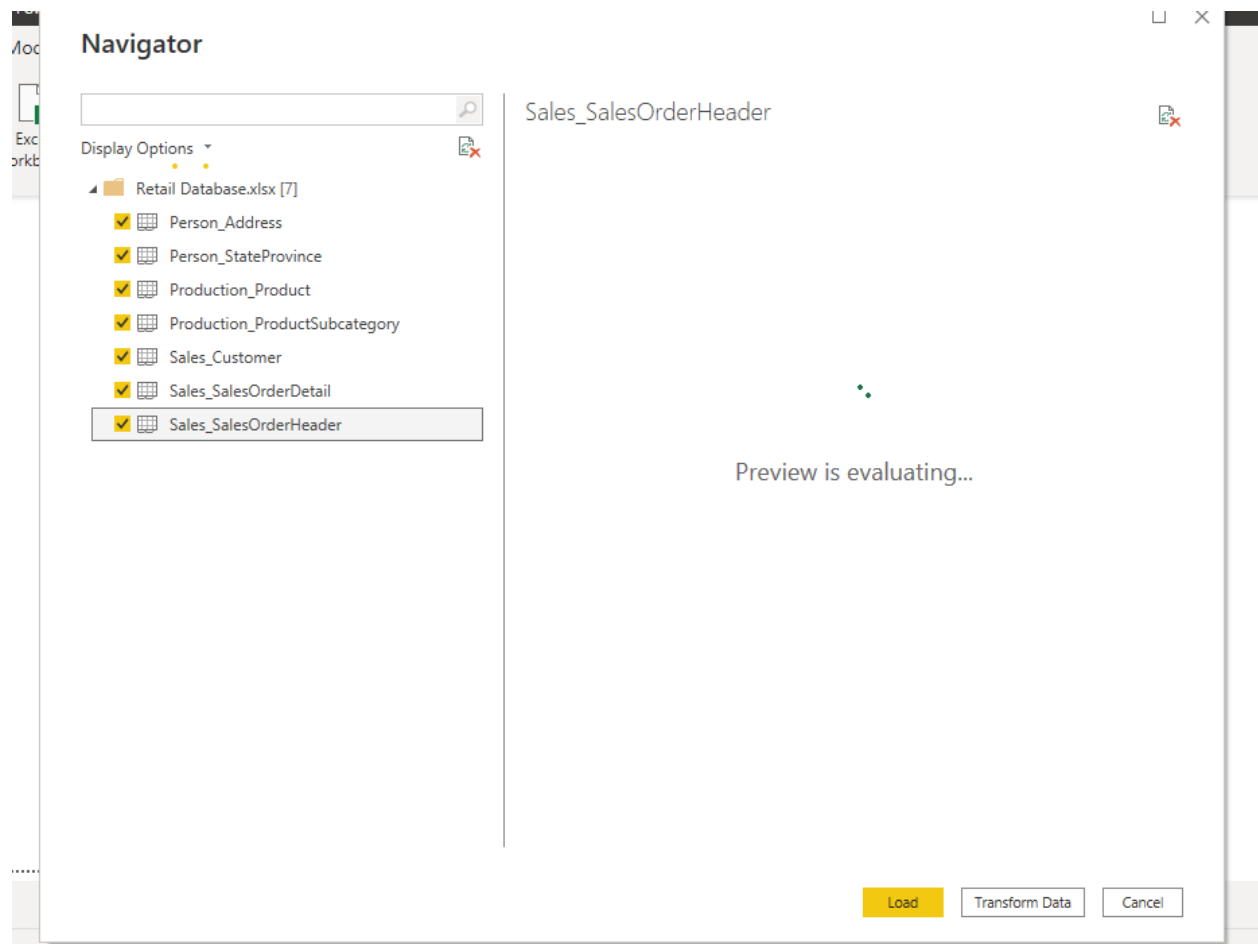 Navigator
Sales_SalesOrderHeader
Display Options
Retail Database.xlsx [7]
Person_Address
Person_StateProvince
Production_Product
Production_ProductSubcategory
Sales_Customer
Sales_SalesOrderDetail
Sales_SalesOrderHeader
Preview is evaluating...
Load
Transform Data
Cancel